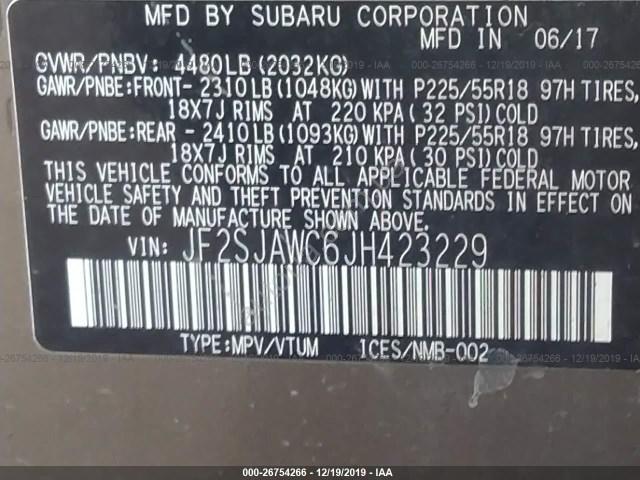 MFD BY SUBARU CORPORATION
MFD IN 06/17
GVWR/PNBV: 4480LB(2032KG)
GAWR/PNBE:FRONT- 2310LB(1048KG)WITH P225/55R18 97H TIRES,
18X7J RIMS AT 220 KPA(32 PSI)COLD
GAWR/PNBE:REAR - 2410LB(1093KG)WITH P225/55R18 97H TIRES,
18X7J RIMS AT 210 KPA(30 PSI)COLD
THIS VEHICLE CONFORMS TO ALL APPLICABLE FEDERAL MOTOR
VEHICLE SAFETY AND THEFT PREVENTION STANDARDS IN EFFECT ON
THE DATE OF MANUFACTURE SHOWN ABOVE.
VIN: JF2SJAWC6JH423229
TYPE:MPV/VTUM ICES/NMB-002
000-26754266 - 12/19/2019 - IAA